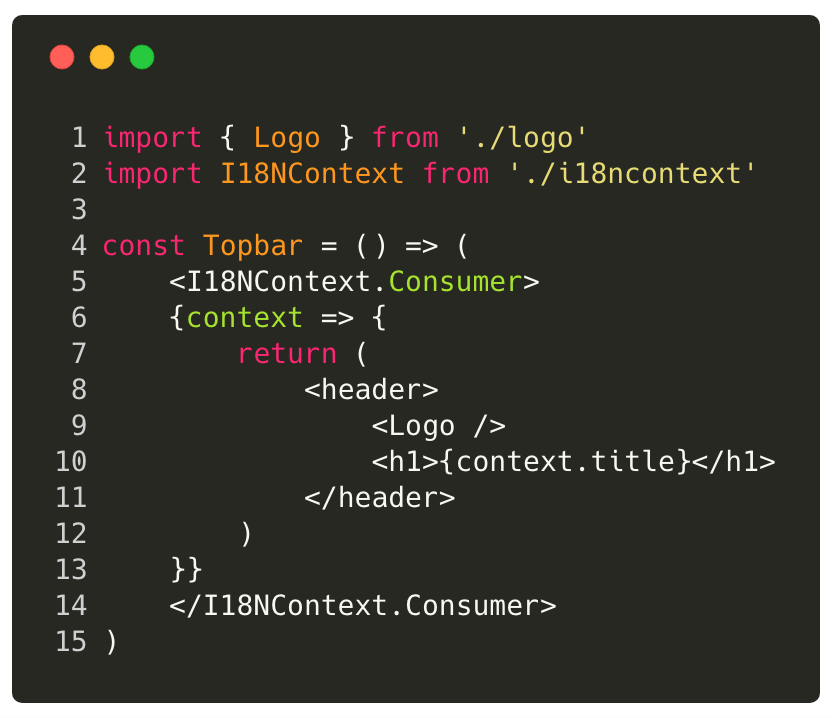 1 import { Logo } from './logo'
2 import I18NContext from './i18ncontext'
3
4 const Topbar = () => (
5     <I18NContext.Consumer>
6     {context => {
7         return (
8             <header>
9                 <Logo />
10                 <h1>{context.title}</h1>
11             </header>
12         )
13     }}
14     </I18NContext.Consumer>
15 )